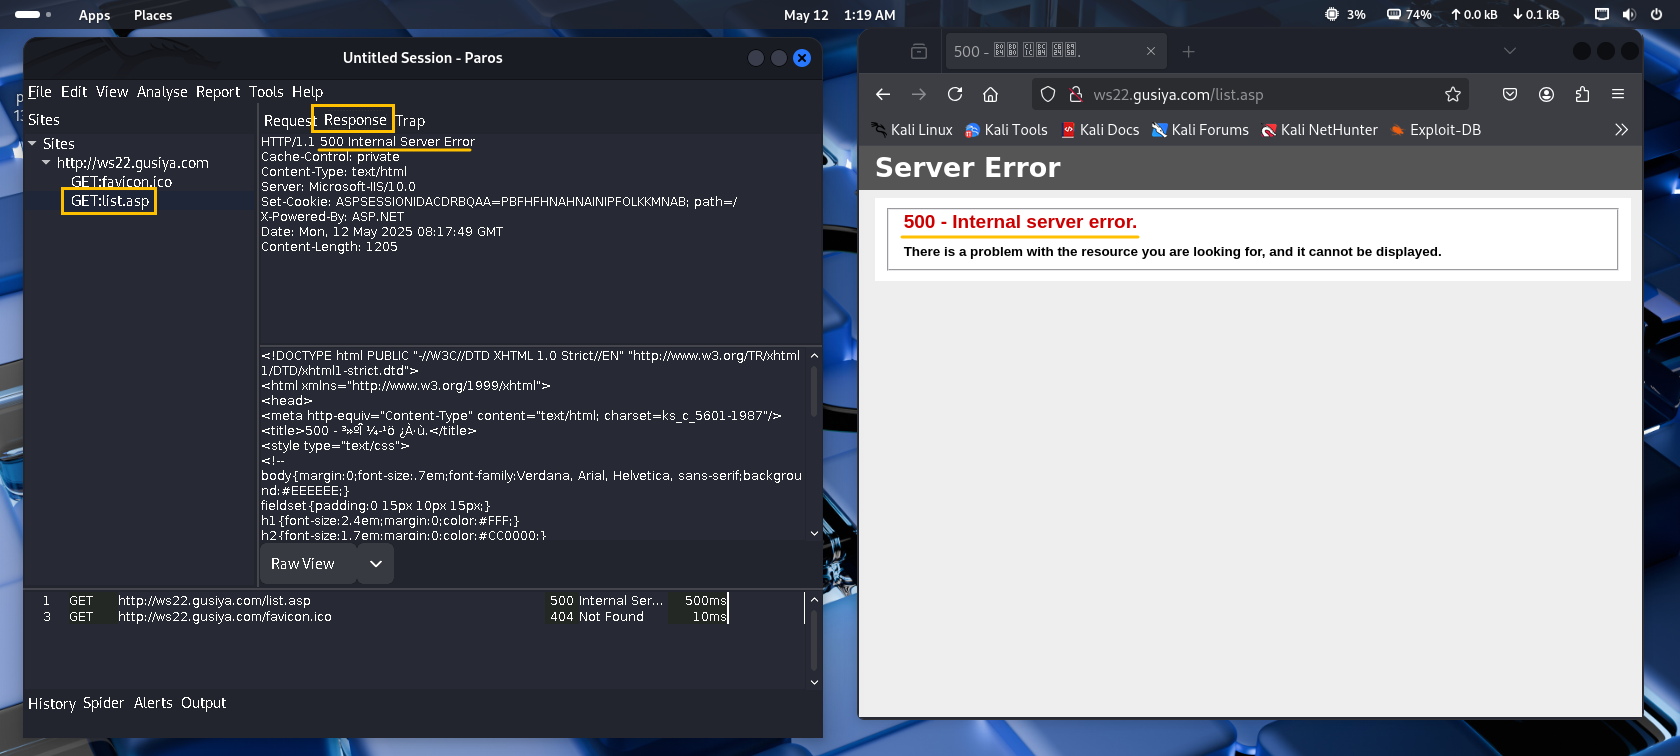 Apps Places
May 12 1:19 AM
3% 74% 0.0 kB 0.1 kB
Untitled Session - Paros
File Edit View Analyse Report Tools Help
Sites
Sites
http://ws22.gusiya.com
GET:favicon.ico
GET:list.asp
Request Response Trap
HTTP/1.1 500 Internal Server Error
Cache-Control: private
Content-Type: text/html
Server: Microsoft-IIS/10.0
Set-Cookie: ASPSESSIONIDACDRBQAA=PBFHFHNAHNAINIPFOLKKMNAB; path=/
X-Powered-By: ASP.NET
Date: Mon, 12 May 2025 08:17:49 GMT
Content-Length: 1205
<!DOCTYPE html PUBLIC "-//W3C//DTD XHTML 1.0 Strict//EN" "http://www.w3.org/TR/xhtml
1/DTD/xhtml1-strict.dtd">
<html xmlns="http://www.w3.org/1999/xhtml">
<head>
<meta http-equiv="Content-Type" content="text/html; charset=ks_c_5601-1987"/>
<title>500 - ³»ºÎ ¼­¹ö ¿À·ù.</title>
<style type="text/css">
<!--
body{margin:0;font-size:.7em;font-family:Verdana, Arial, Helvetica, sans-serif;backgrou
nd:#EEEEEE;}
fieldset{padding:0 15px 10px 15px;}
h1{font-size:2.4em;margin:0;color:#FFF;}
h2{font-size:1.7em;margin:0;color:#CC0000;}
Raw View
1 GET http://ws22.gusiya.com/list.asp 500 Internal Ser... 500ms
3 GET http://ws22.gusiya.com/favicon.ico 404 Not Found 10ms
History Spider Alerts Output
500 -
ws22.gusiya.com/list.asp
Kali Linux Kali Tools Kali Docs Kali Forums Kali NetHunter Exploit-DB
Server Error
500 - Internal server error.
There is a problem with the resource you are looking for, and it cannot be displayed.